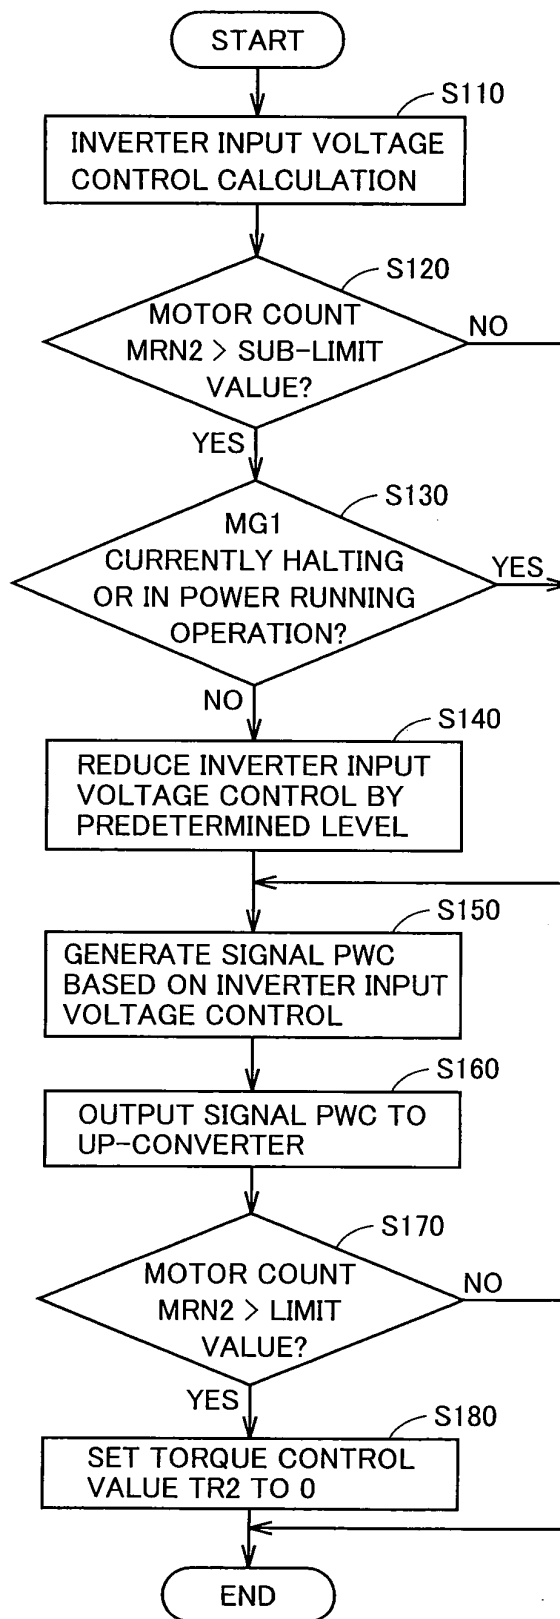 START
S110
INVERTER INPUT VOLTAGE
CONTROL CALCULATION
S120
MOTOR COUNT
MRN2 > SUB-LIMIT
VALUE?
NO
YES
S130
MG1
CURRENTLY HALTING
OR IN POWER RUNNING
OPERATION?
YES
NO
S140
REDUCE INVERTER INPUT
VOLTAGE CONTROL BY
PREDETERMINED LEVEL
S150
GENERATE SIGNAL PWC
BASED ON INVERTER INPUT
VOLTAGE CONTROL
S160
OUTPUT SIGNAL PWC TO
UP-CONVERTER
S170
MOTOR COUNT
MRN2 > LIMIT
VALUE?
NO
YES
S180
SET TORQUE CONTROL
VALUE TR2 TO 0
END